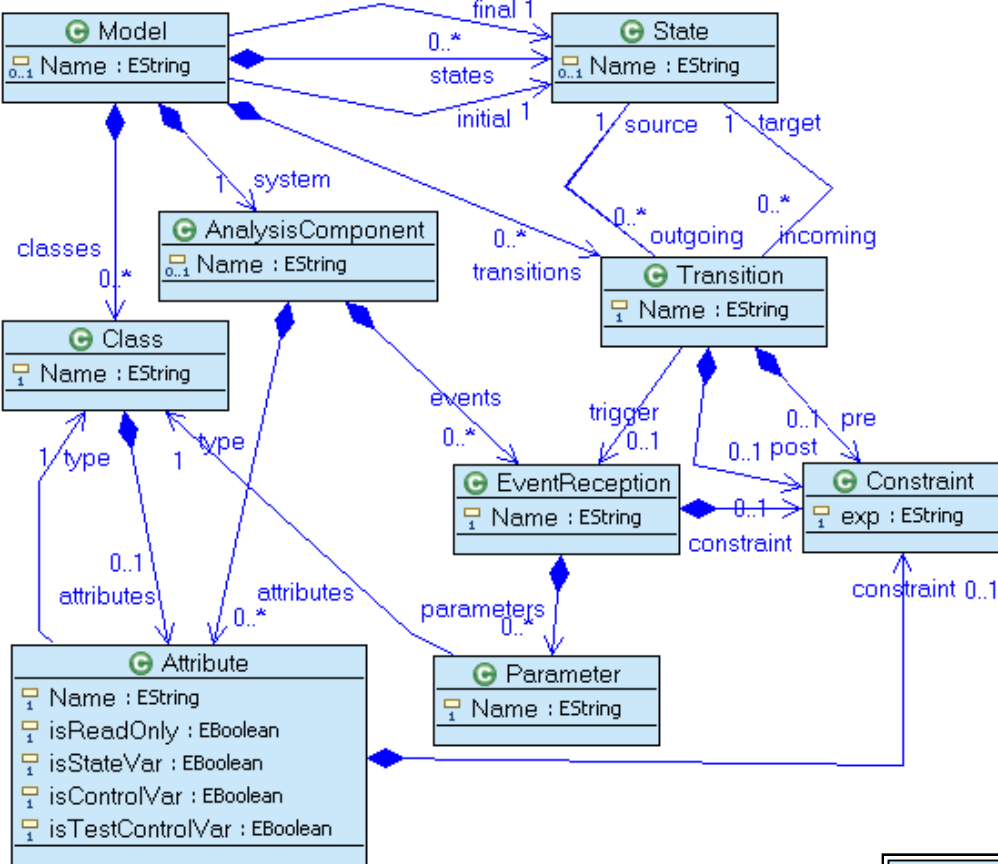 final 1
Model
Name : EString
0..1
0..*
states
initial 1
State
Name : EString
0..1
1 source
1 target
1 system
AnalysisComponent
Name : EString
0..1
0..*
outgoing
0..*
incoming
classes
0..*
0..*
transitions
Transition
Name : EString
1
Class
Name : EString
1
events
0..*
trigger
0..1
0..1 pre
0..1 post
1 type
1 type
EventReception
Name : EString
1
0..1
constraint
Constraint
exp : EString
1
0..1
attributes
attributes
0..*
parameters
0..*
constraint 0..1
Attribute
Name : EString
1
isReadOnly : EBoolean
1
isStateVar : EBoolean
1
isControlVar : EBoolean
1
isTestControlVar : EBoolean
1
Parameter
Name : EString
1